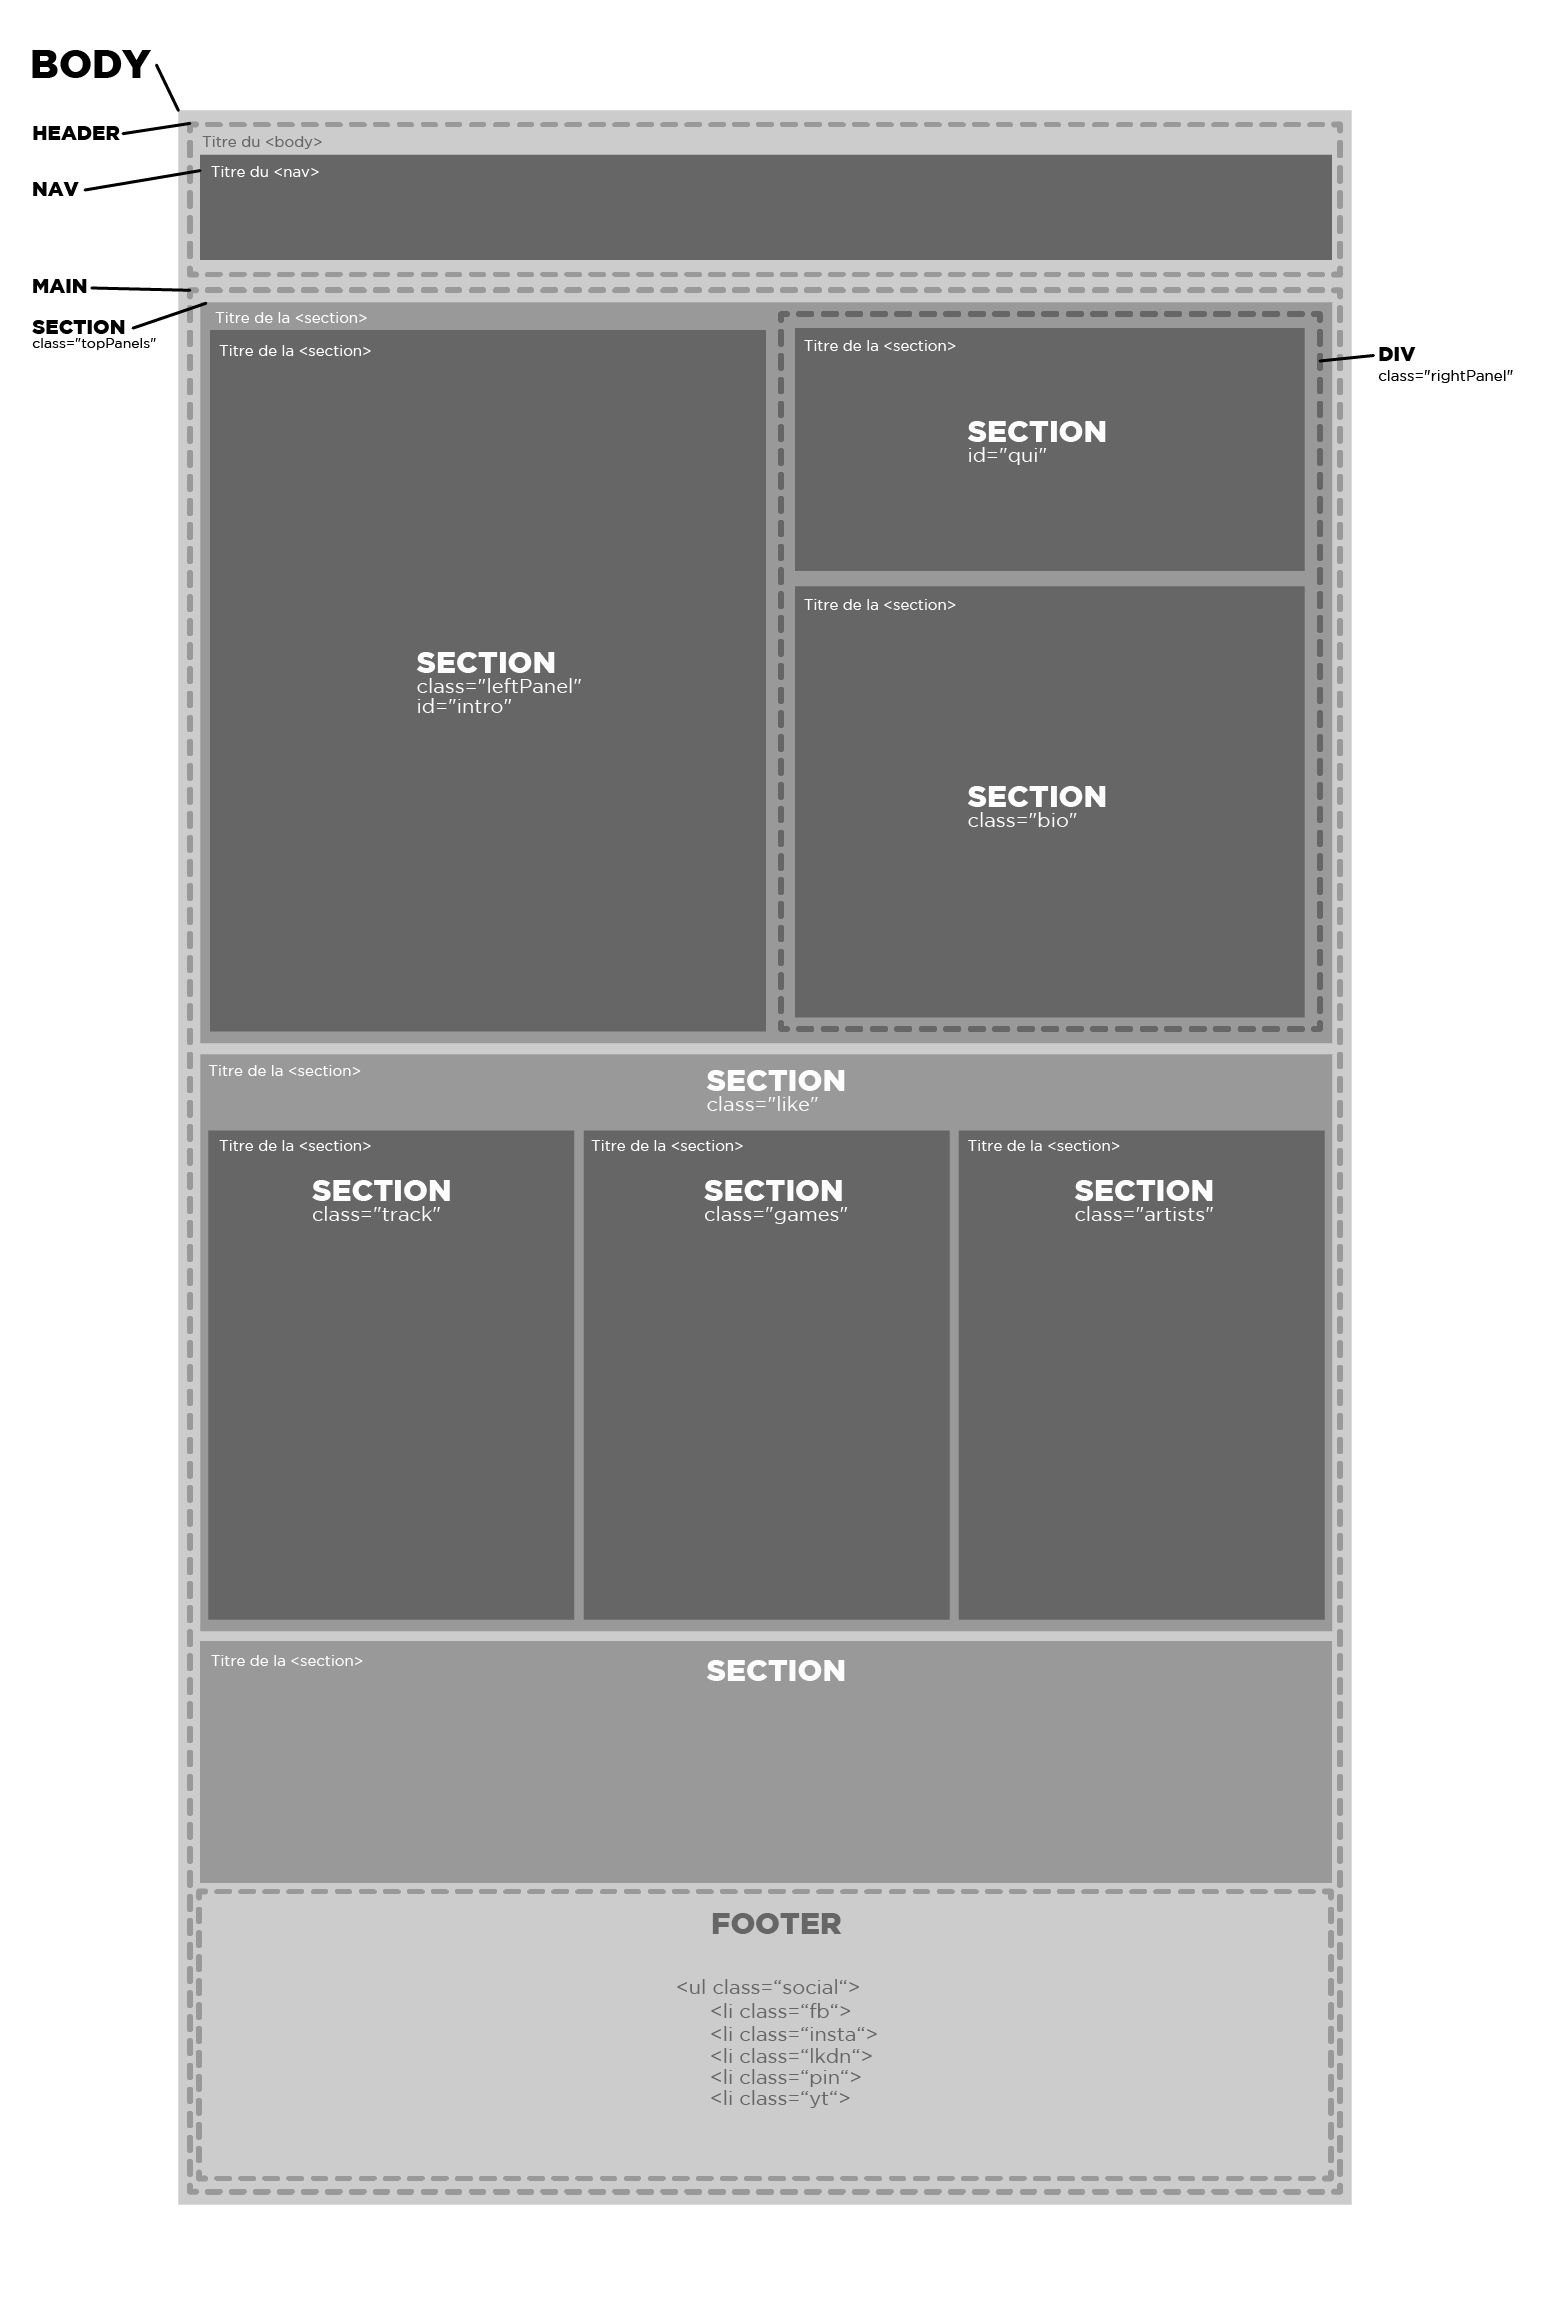 BODY
HEADER
Titre du <body>
NAV
Titre du <nav>
MAIN
SECTION
class="topPanels"
Titre de la <section>
Titre de la <section>
SECTION
class="leftPanel"
id="intro"
DIV
class="rightPanel"
Titre de la <section>
SECTION
id="qui"
Titre de la <section>
SECTION
class="bio"
Titre de la <section>
SECTION
class="like"
Titre de la <section>
SECTION
class="track"
Titre de la <section>
SECTION
class="games"
Titre de la <section>
SECTION
class="artists"
Titre de la <section>
SECTION
FOOTER
<ul class=“social“>
<li class=“fb“>
<li class=“insta“>
<li class=“lkdn“>
<li class=“pin“>
<li class=“yt“>